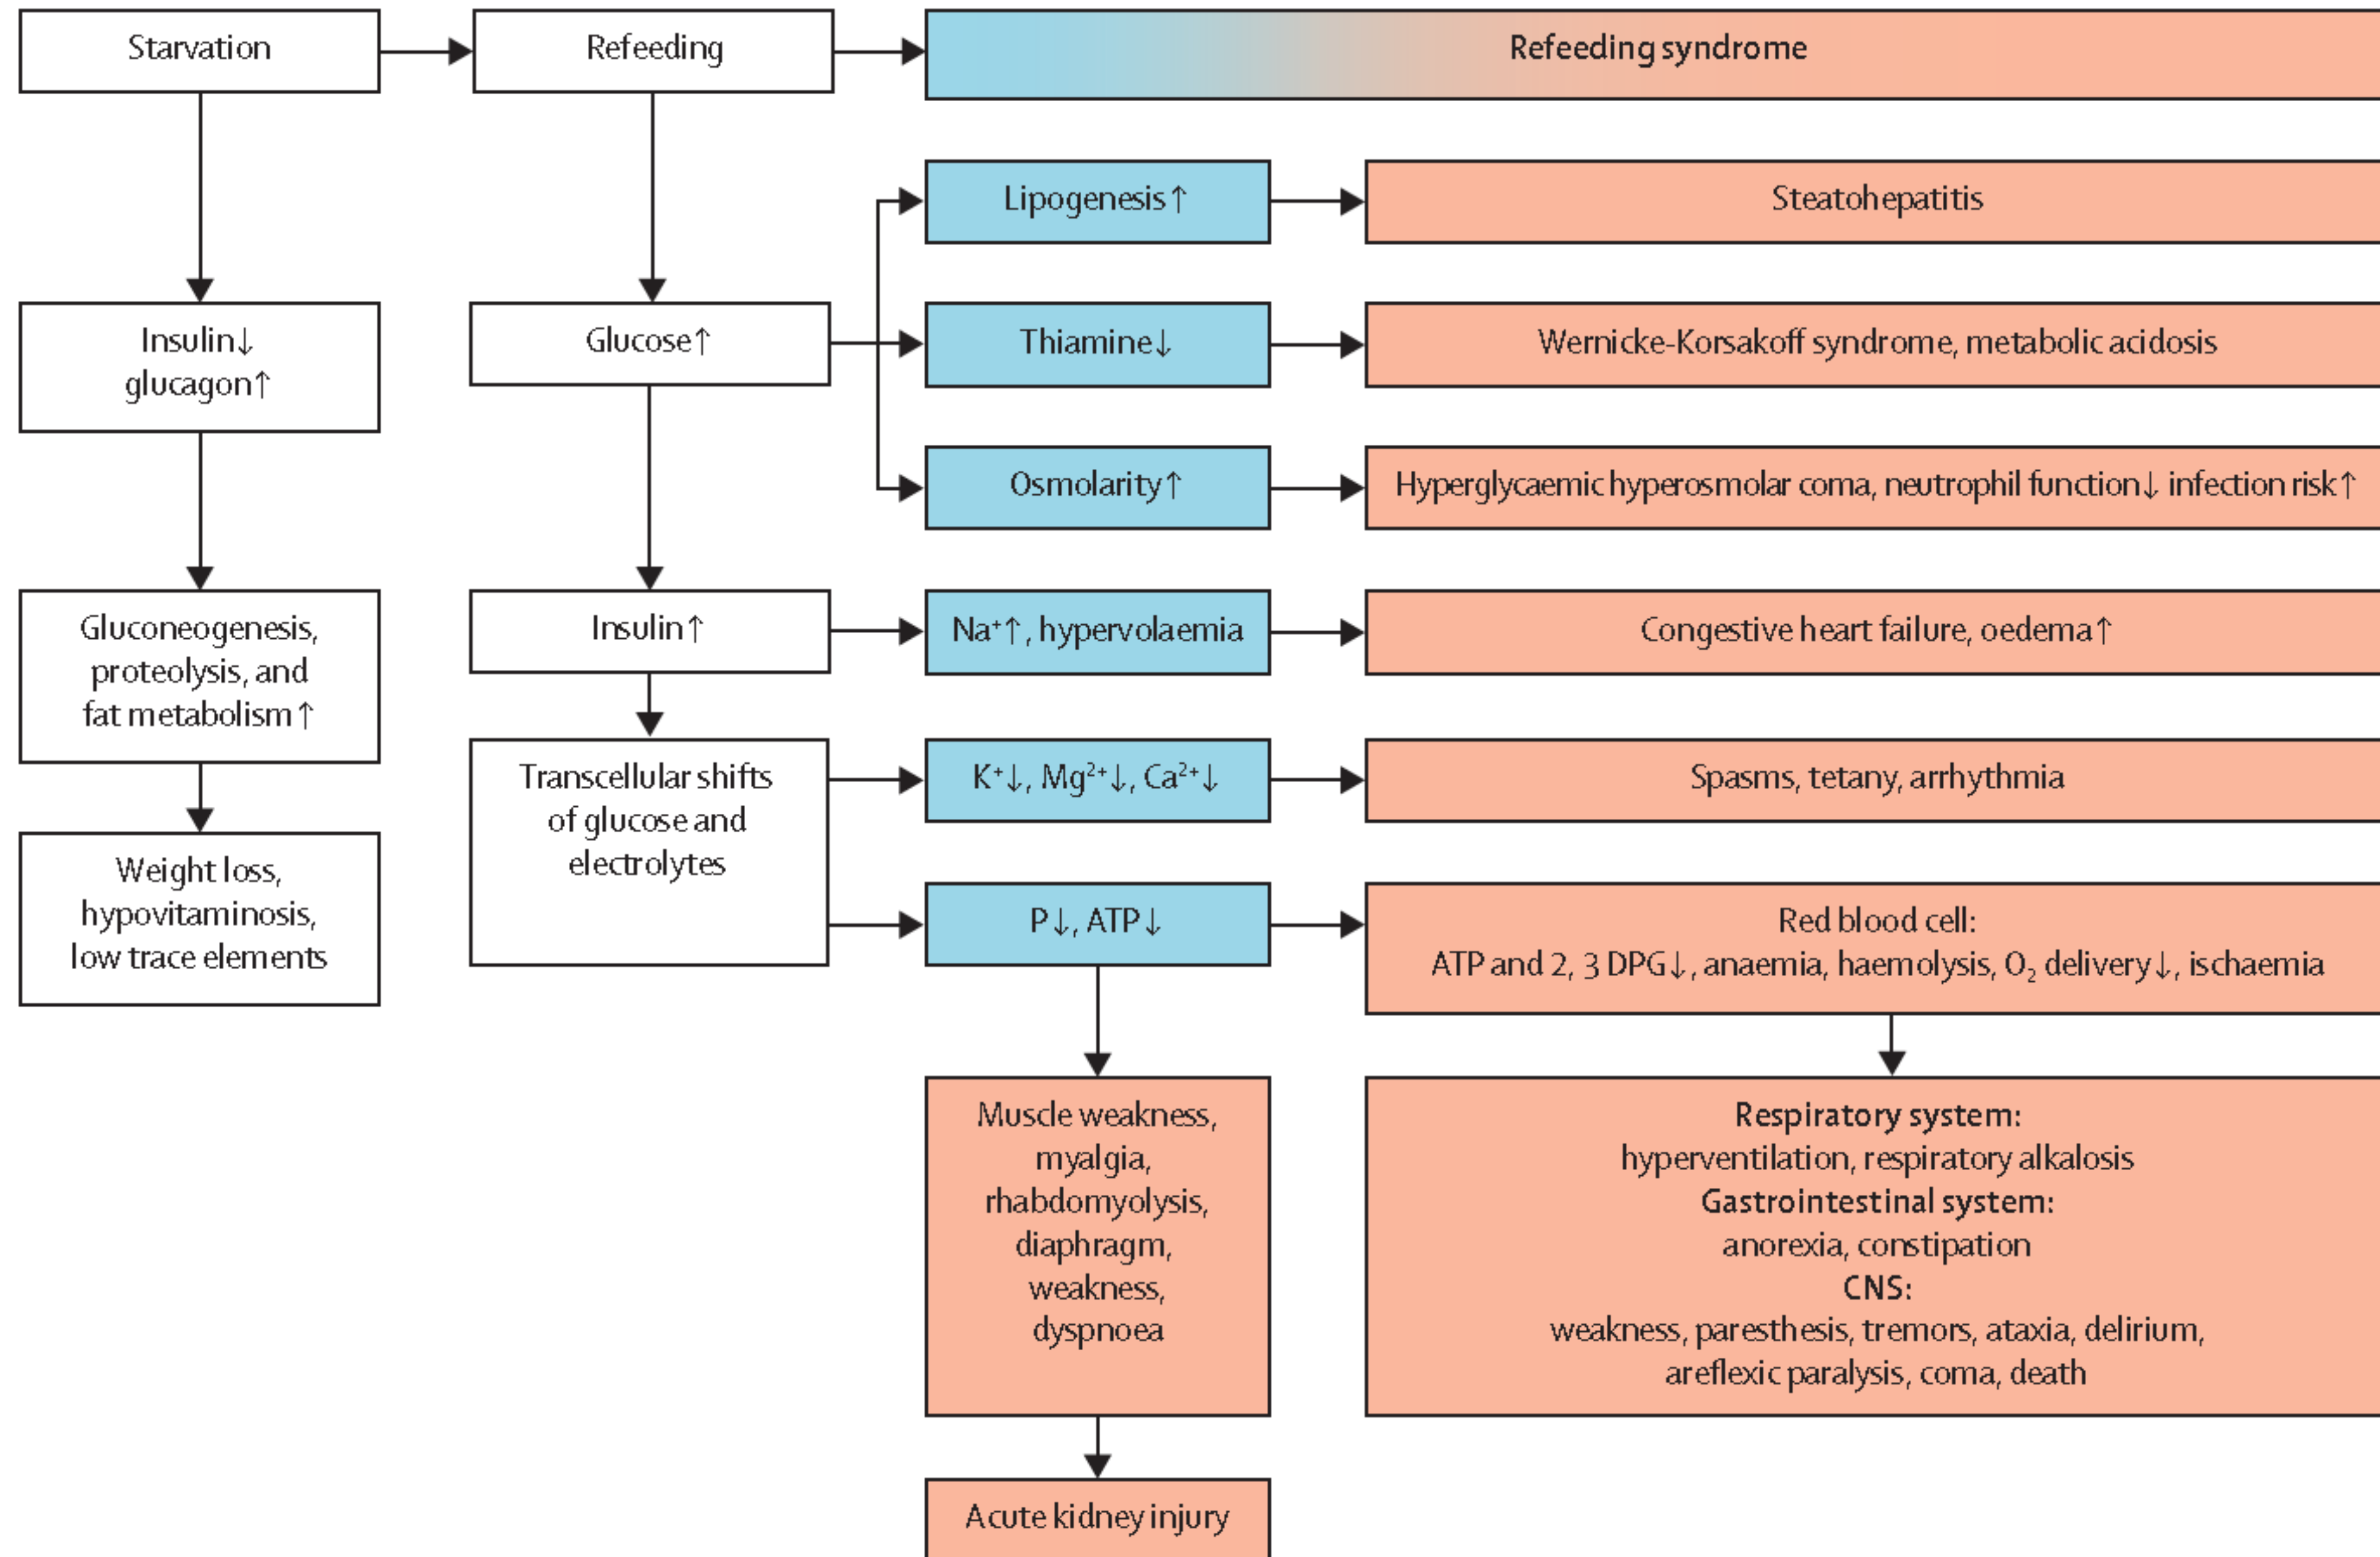 Starvation
Refeeding
Refeeding syndrome
Lipogenesis↑
Steatohepatitis
Insulin↓
glucagon↑
Glucose↑
Thiamine↓
Wernicke-Korsakoff syndrome, metabolic acidosis
Osmolarity↑
Hyperglycaemic hyperosmolar coma, neutrophil function↓ infection risk↑
Gluconeogenesis,
proteolysis, and
fat metabolism↑
Insulin↑
Na⁺↑, hypervolaemia
Congestive heart failure, oedema↑
Transcellular shifts
of glucose and
electrolytes
K⁺↓, Mg²⁺↓, Ca²⁺↓
Spasms, tetany, arrhythmia
Weight loss,
hypovitaminosis,
low trace elements
P↓, ATP↓
Red blood cell:
ATP and 2, 3 DPG↓, anaemia, haemolysis, O₂ delivery↓, ischaemia
Muscle weakness,
myalgia,
rhabdomyolysis,
diaphragm,
weakness,
dyspnoea
Respiratory system:
hyperventilation, respiratory alkalosis
Gastrointestinal system:
anorexia, constipation
CNS:
weakness, paresthesis, tremors, ataxia, delirium,
areflexic paralysis, coma, death
Acute kidney injury